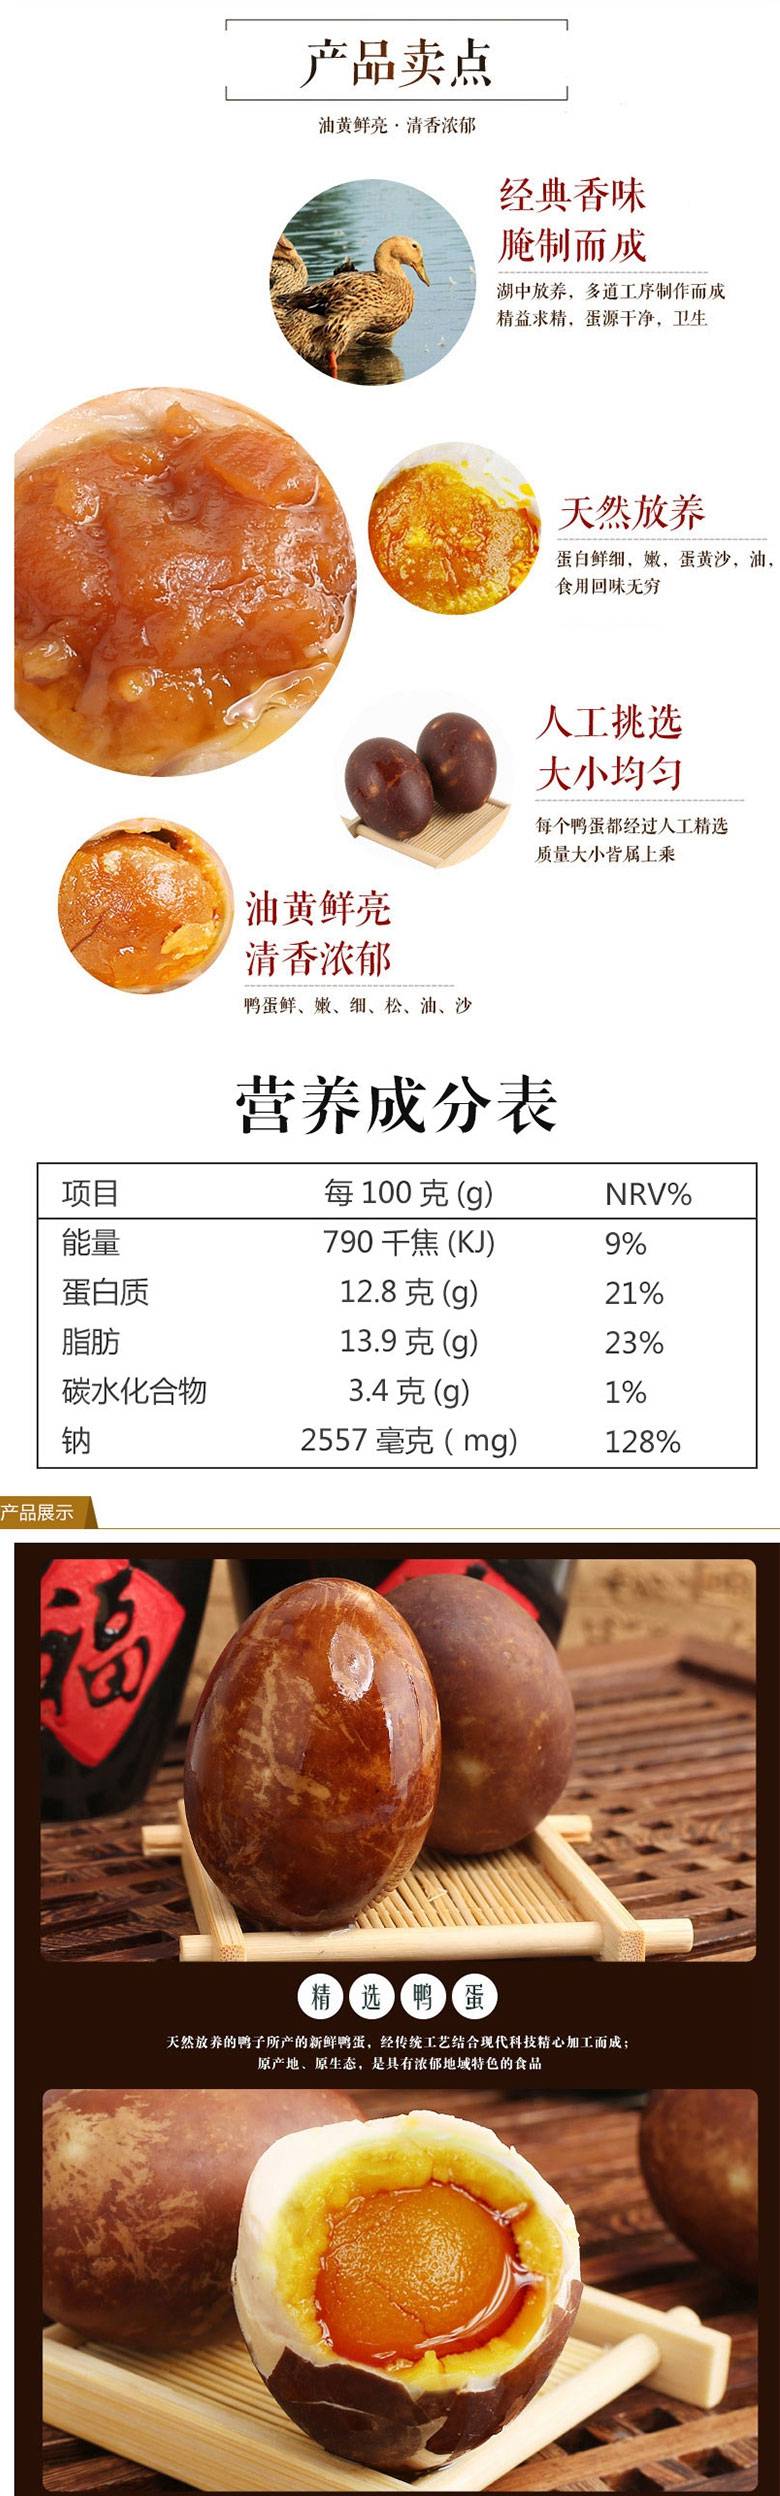 产品卖点
油黄鲜亮·清香浓郁
经典香味
腌制而成
湖中放养，多道工序制作而成
精益求精，蛋源干净，卫生
天然放养
蛋白鲜细，嫩，蛋黄沙，油，
食用回味无穷
人工挑选
大小均匀
每个鸭蛋都经过人工精选
质量大小皆属上乘
油黄鲜亮
清香浓郁
鸭蛋鲜、嫩、细、松、油、沙
营养成分表
项目 每 100 克 (g) NRV%
能量 790 千焦 (KJ) 9%
蛋白质 12.8 克 (g) 21%
脂肪 13.9 克 (g) 23%
碳水化合物 3.4 克 (g) 1%
钠 2557 毫克 ( mg) 128%
产品展示
福
精选鸭蛋
天然放养的鸭子所产的新鲜鸭蛋，经传统工艺结合现代科技精心加工而成；
原产地、原生态，是具有浓郁地域特色的食品